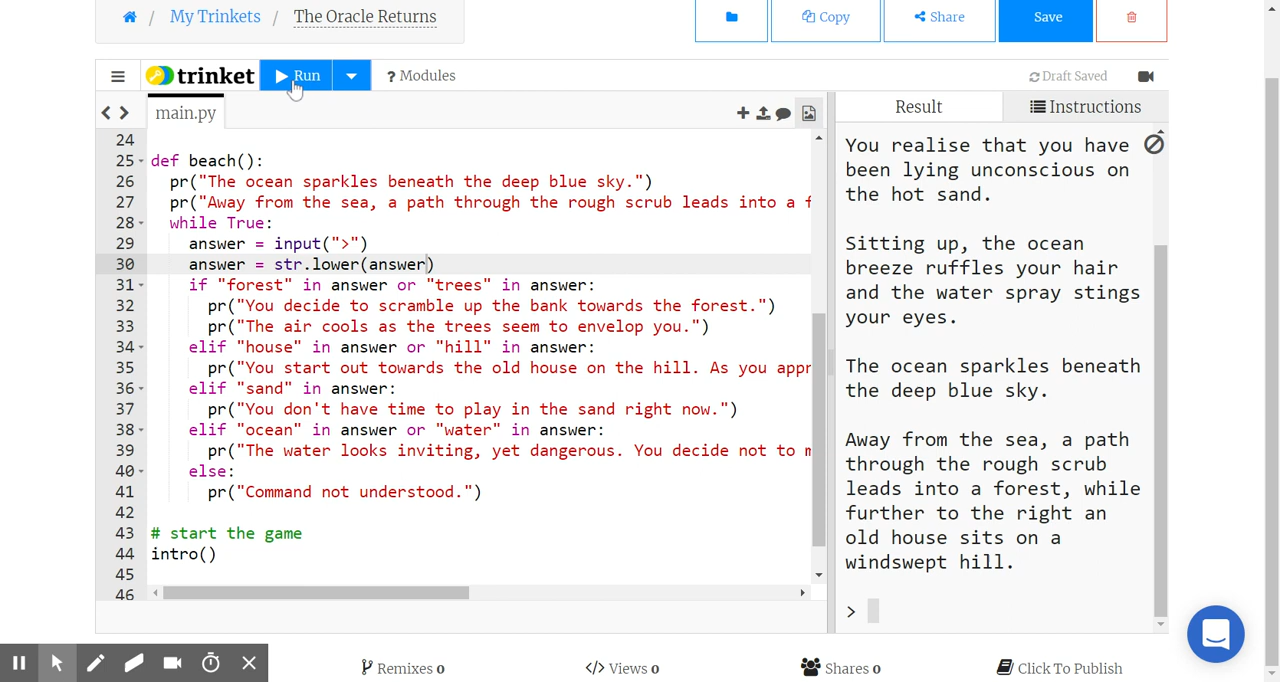 / My Trinkets / The Oracle Returns
Copy
Share
Save
trinket
Run
? Modules
Draft Saved
main.py
Result
Instructions
24
25 def beach():
26 pr("The ocean sparkles beneath the deep blue sky.")
27 pr("Away from the sea, a path through the rough scrub leads into a f
28 while True:
29 answer = input(">")
30 answer = str.lower(answer)
31 if "forest" in answer or "trees" in answer:
32 pr("You decide to scramble up the bank towards the forest.")
33 pr("The air cools as the trees seem to envelop you.")
34 elif "house" in answer or "hill" in answer:
35 pr("You start out towards the old house on the hill. As you appr
36 elif "sand" in answer:
37 pr("You don't have time to play in the sand right now.")
38 elif "ocean" in answer or "water" in answer:
39 pr("The water looks inviting, yet dangerous. You decide not to m
40 else:
41 pr("Command not understood.")
42
43 # start the game
44 intro()
45
46
You realise that you have
been lying unconscious on
the hot sand.
Sitting up, the ocean
breeze ruffles your hair
and the water spray stings
your eyes.
The ocean sparkles beneath
the deep blue sky.
Away from the sea, a path
through the rough scrub
leads into a forest, while
further to the right an
old house sits on a
windswept hill.
>
Remixes 0
</> Views 0
Shares 0
Click To Publish